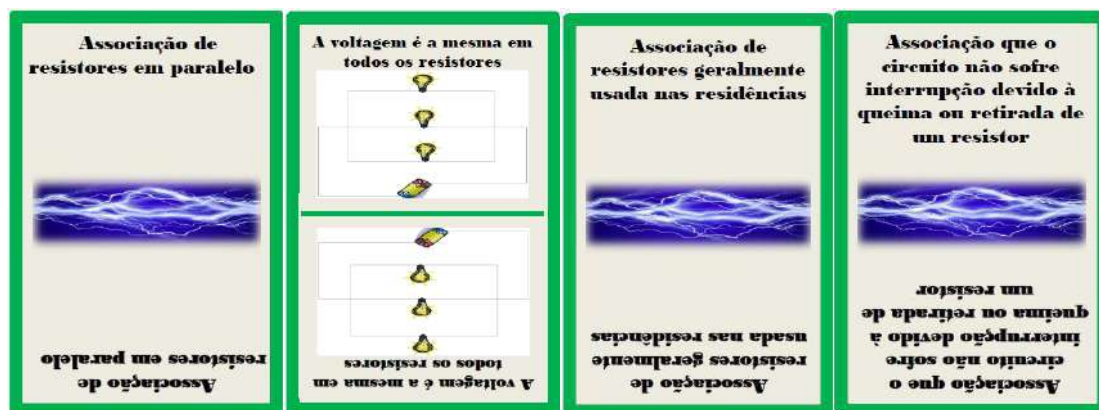 Associação de
resistores em paralelo
Associação de
resistores em paralelo
A voltagem é a mesma em
todos os resistores
A voltagem é a mesma em
todos os resistores
Associação de
resistores geralmente
usada nas residências
Associação de
resistores geralmente
usada nas residências
Associação que o
circuito não sofre
interrupção devido à
queima ou retirada de
um resistor
Associação que o
circuito não sofre
interrupção devido à
queima ou retirada de
um resistor